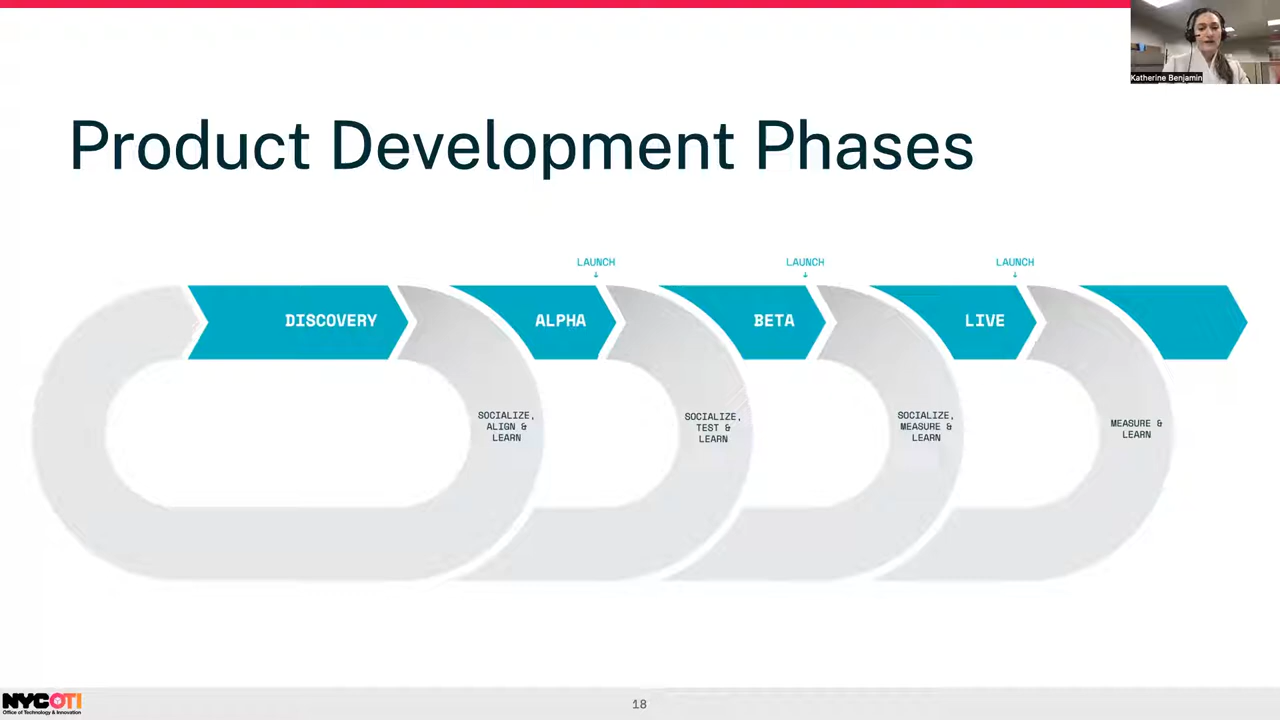 Katherine Benjamin
Product Development Phases
LAUNCH
↓
LAUNCH
↓
LAUNCH
↓
DISCOVERY
ALPHA
BETA
LIVE
SOCIALIZE,
ALIGN &
LEARN
SOCIALIZE,
TEST &
LEARN
SOCIALIZE,
MEASURE &
LEARN
MEASURE &
LEARN
NYCOTI
Office of Technology & Innovation
18